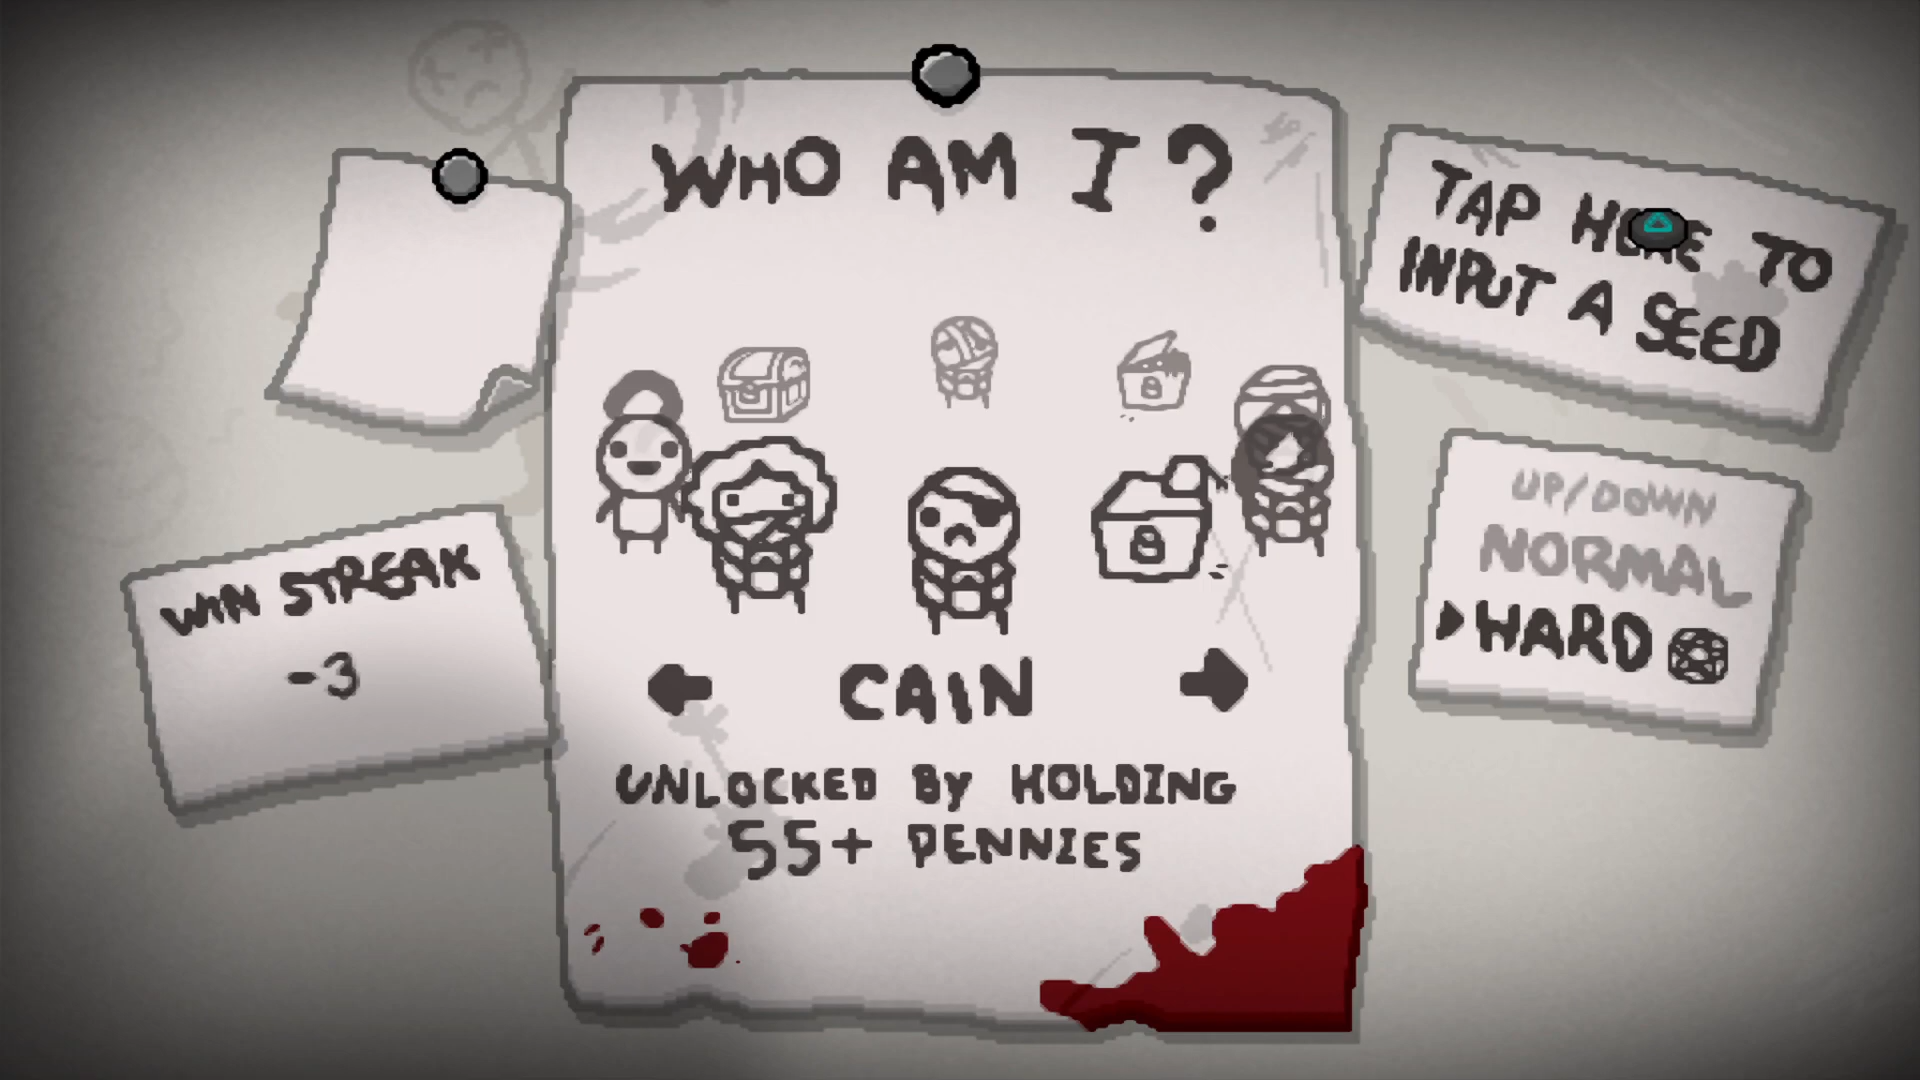 WHO AM I?
TAP HERE TO
INPUT A SEED
WIN STREAK
-3
UP/DOWN
NORMAL
HARD
CAIN
UNLOCKED BY HOLDING
55+ PENNIES